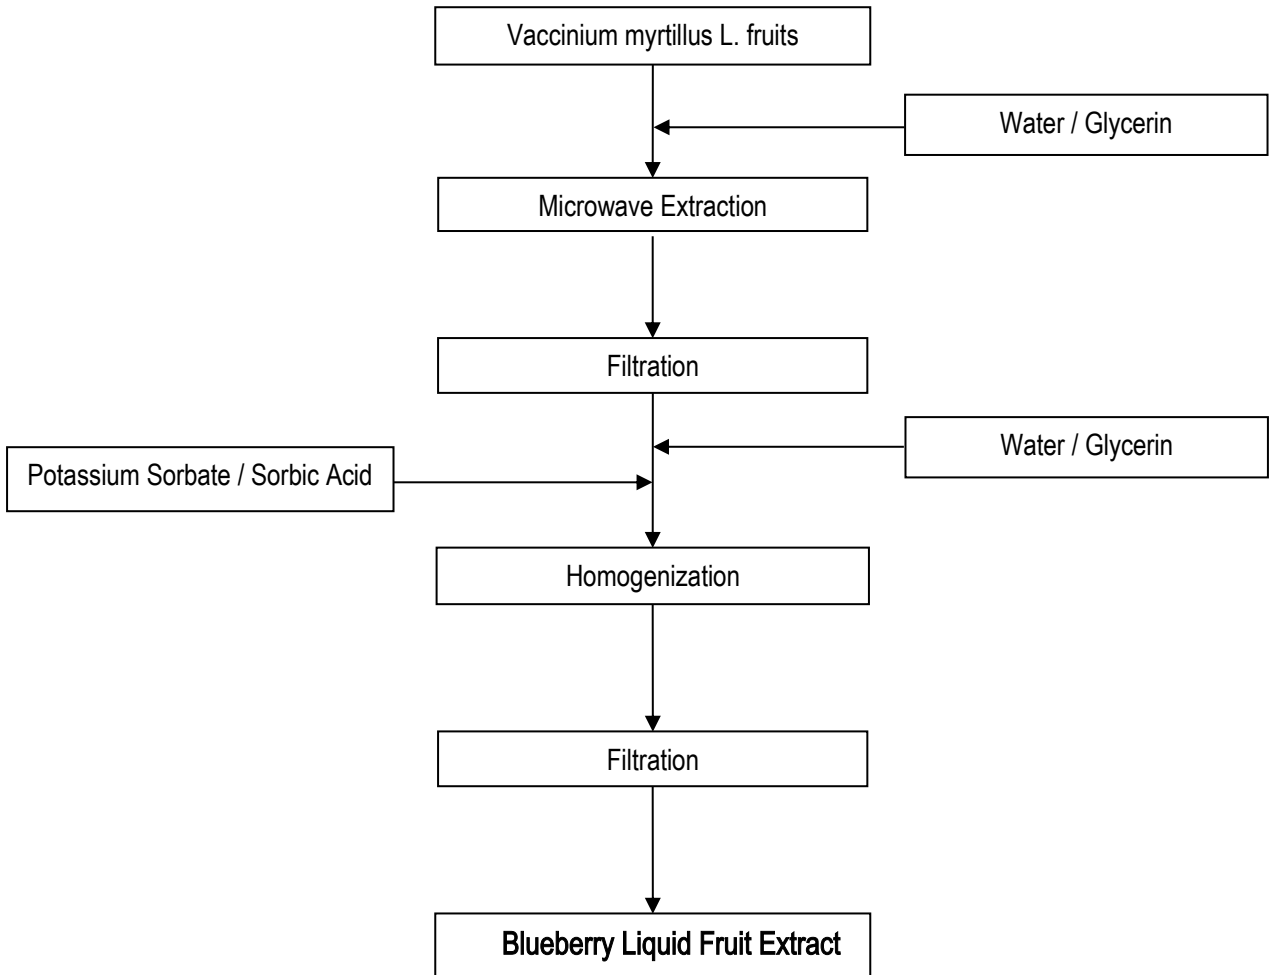 Vaccinium myrtillus L. fruits
Water / Glycerin
Microwave Extraction
Filtration
Water / Glycerin
Potassium Sorbate / Sorbic Acid
Homogenization
Filtration
Blueberry Liquid Fruit Extract